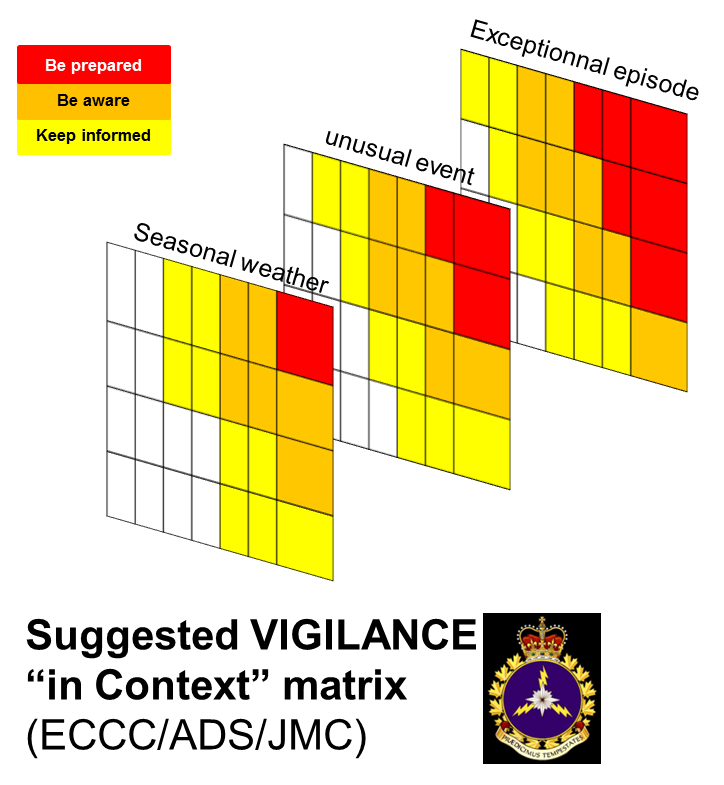 Exceptionnal episode
Be prepared
Be aware
Keep informed
unusual event
Seasonal weather
Suggested VIGILANCE
“in Context” matrix
(ECCC/ADS/JMC)
PRÆDICIMUS TEMPESTATES